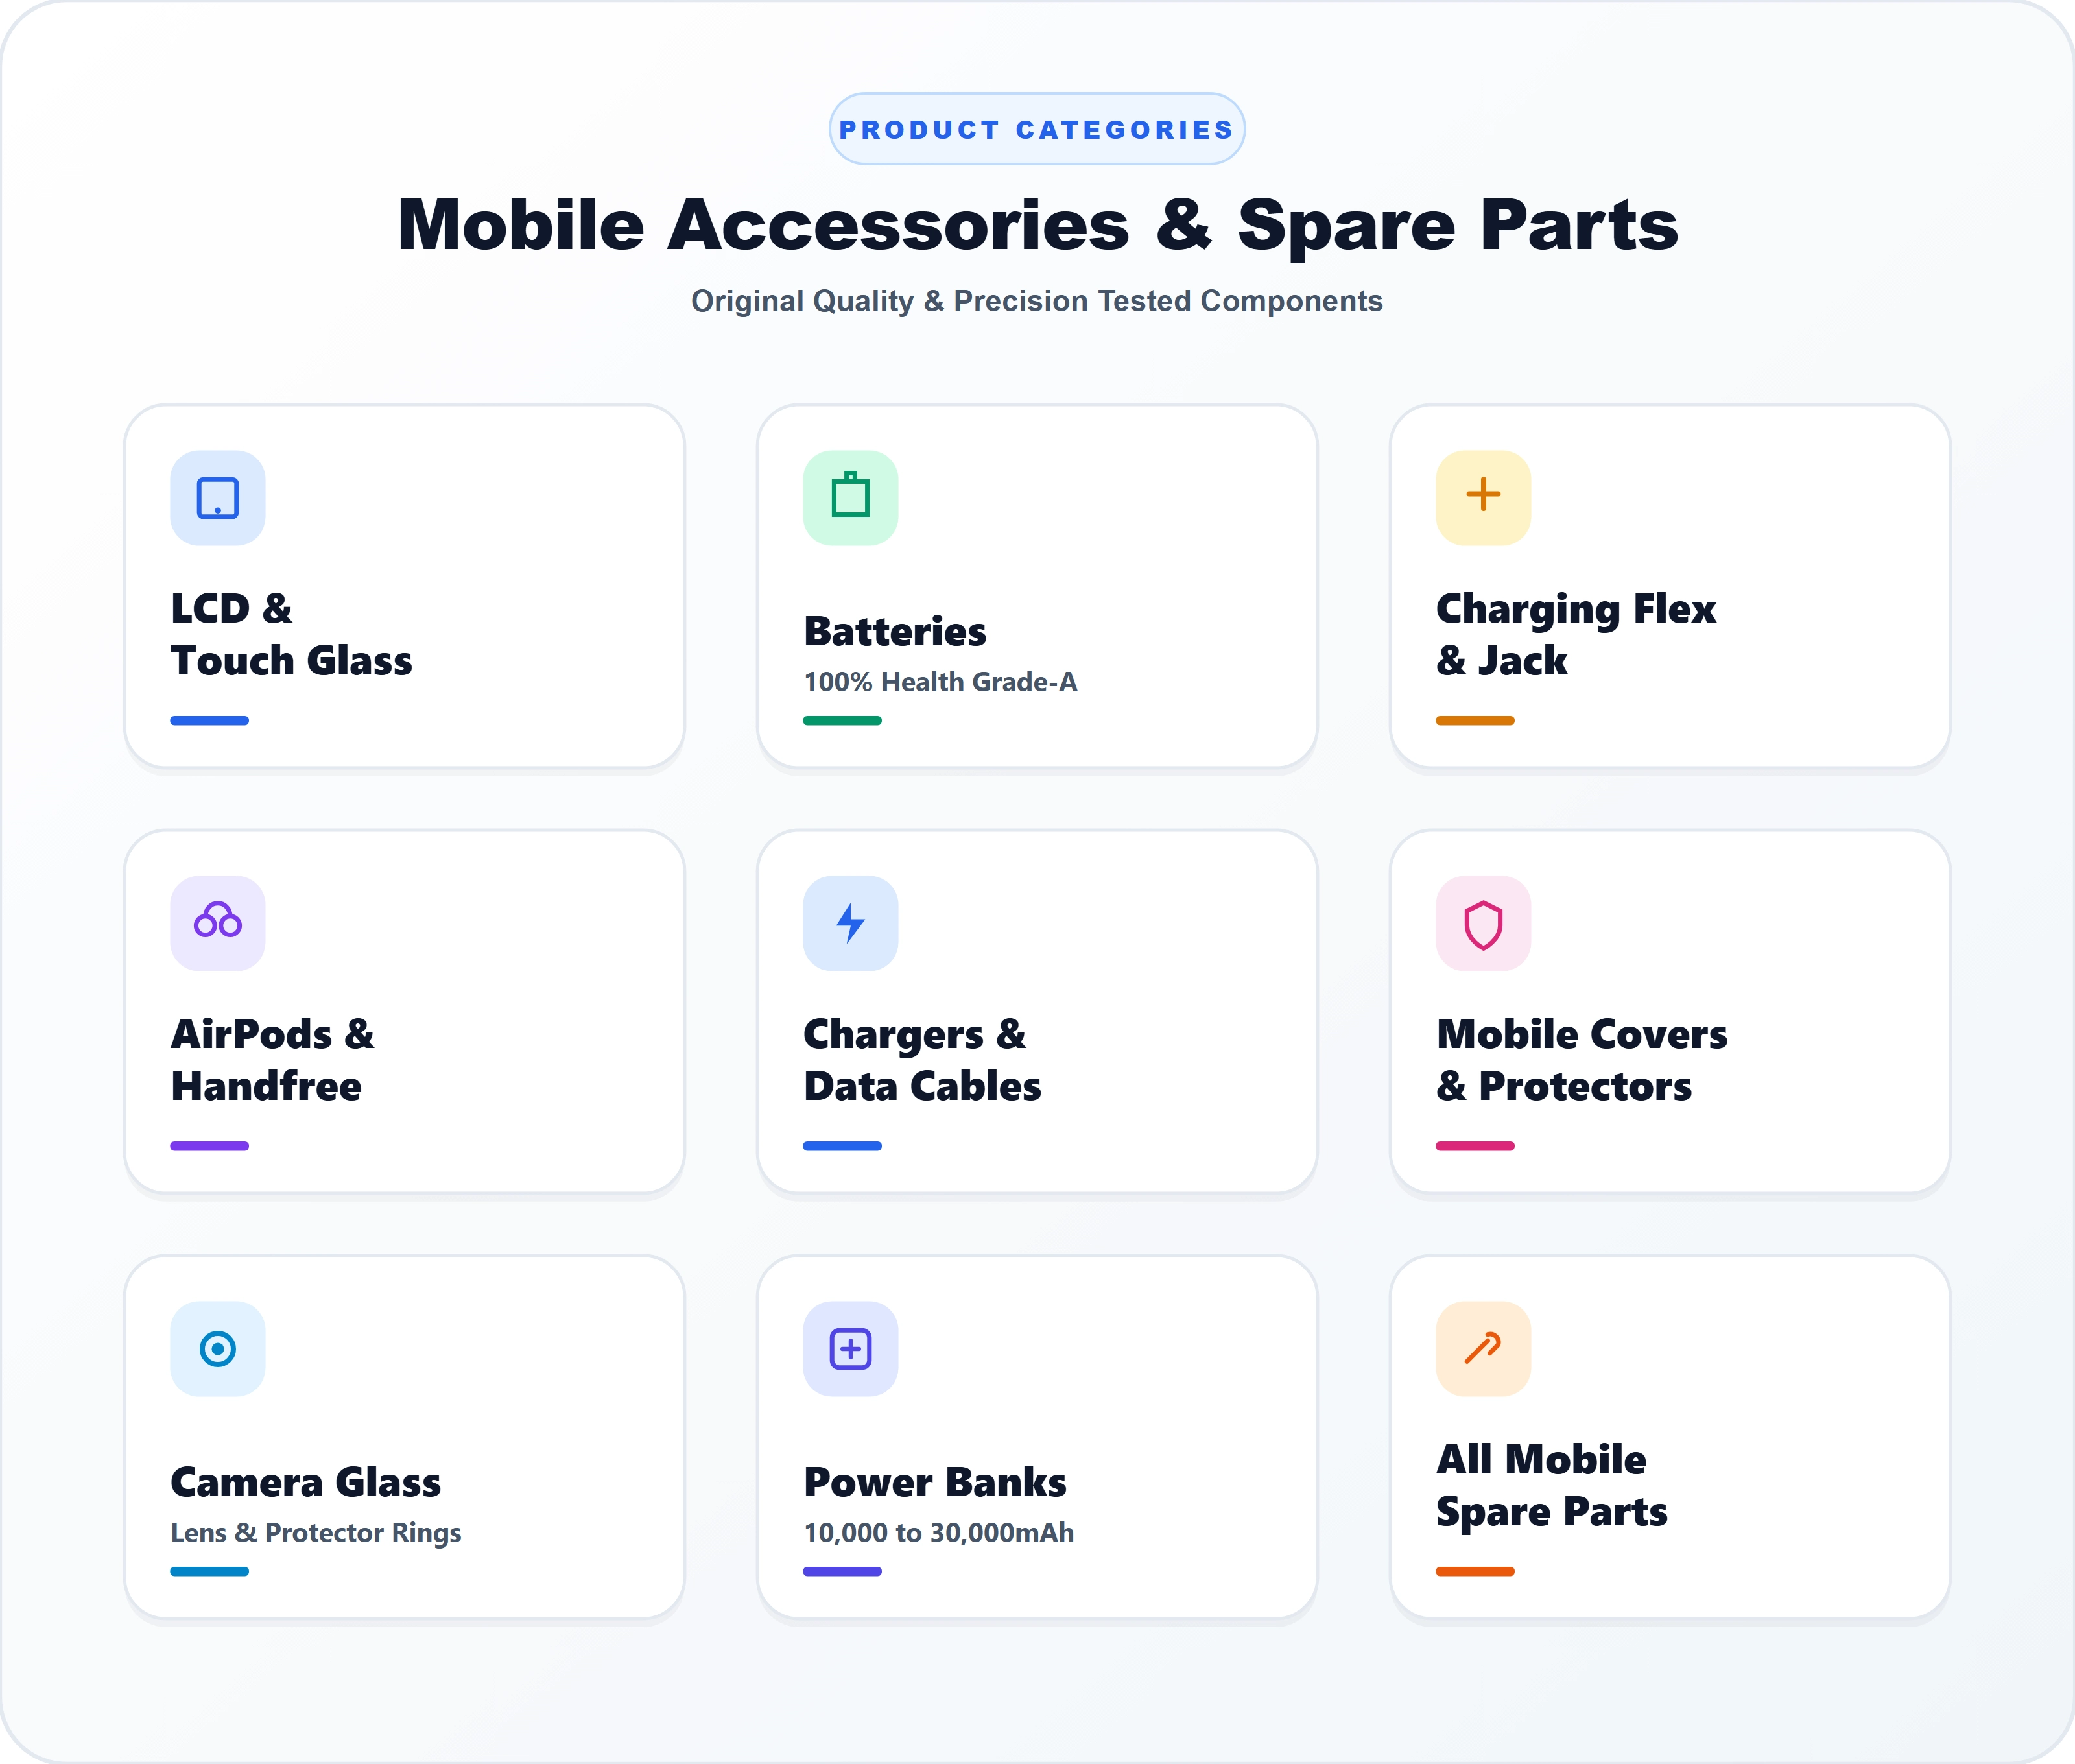 PRODUCT CATEGORIES
Mobile Accessories & Spare Parts
Original Quality & Precision Tested Components
LCD &
Touch Glass
Batteries
100% Health Grade-A
Charging Flex
& Jack
AirPods &
Handfree
Chargers &
Data Cables
Mobile Covers
& Protectors
Camera Glass
Lens & Protector Rings
Power Banks
10,000 to 30,000mAh
All Mobile
Spare Parts